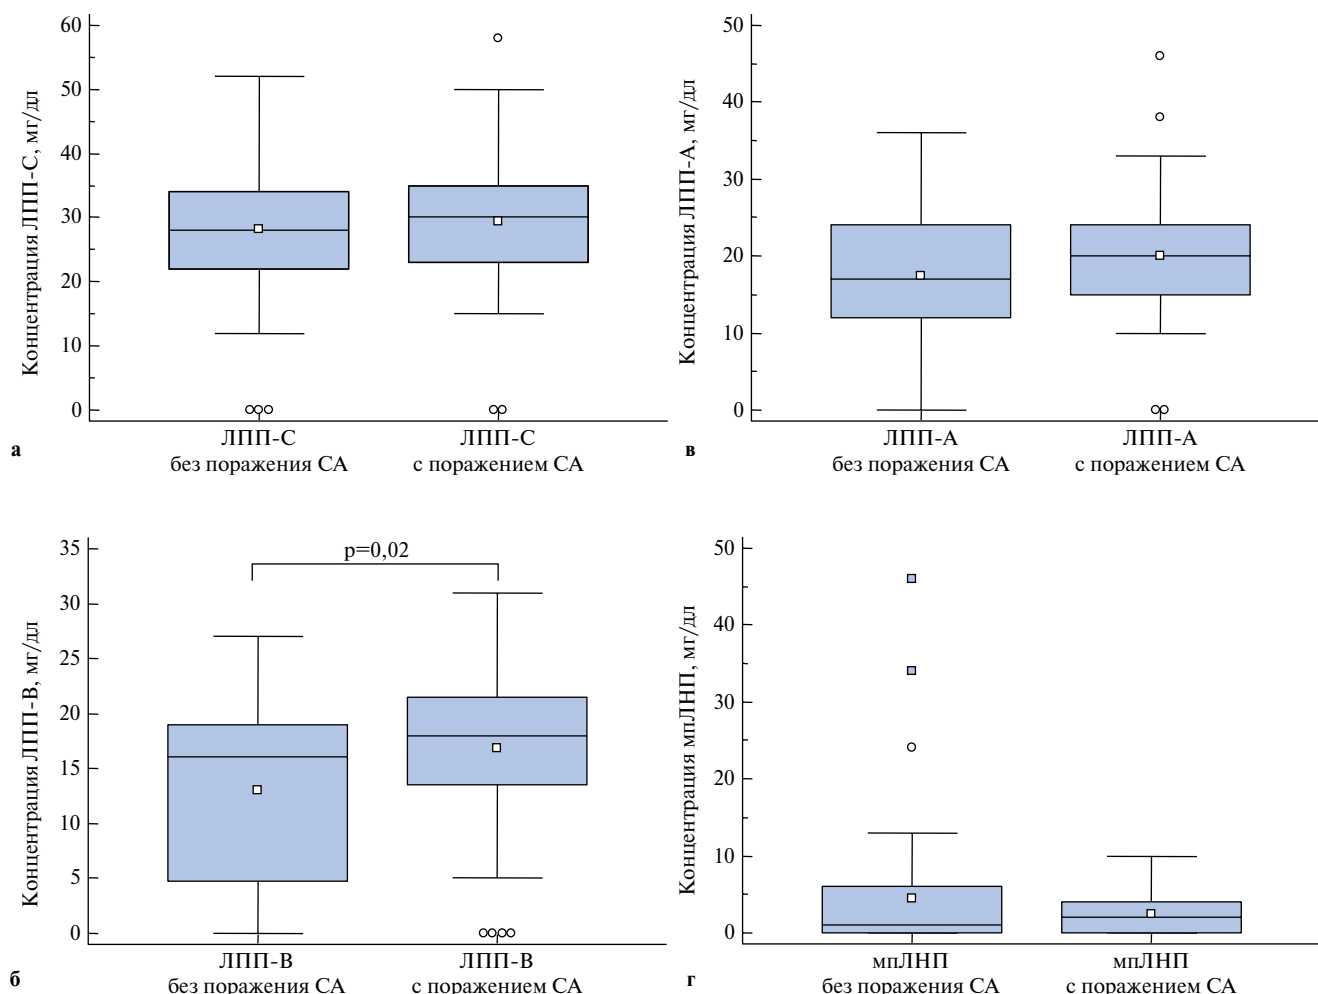 Концентрация ЛПП-С, мг/дл
60
50
40
30
20
10
0
ЛПП-С
без поражения СА
ЛПП-С
с поражением СА
а
Концентрация ЛПП-А, мг/дл
50
40
30
20
10
0
ЛПП-А
без поражения СА
ЛПП-А
с поражением СА
в
Концентрация ЛПП-В, мг/дл
35
30
25
20
15
10
5
0
p=0,02
ЛПП-В
без поражения СА
ЛПП-В
с поражением СА
б
Концентрация мпЛНП, мг/дл
50
40
30
20
10
0
мпЛНП
без поражения СА
мпЛНП
с поражением СА
г